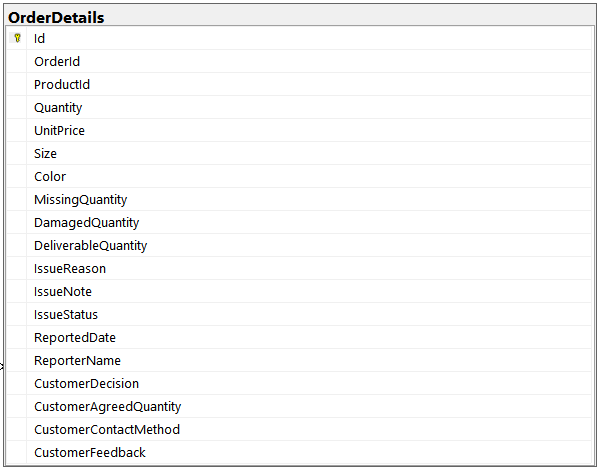 OrderDetails
Id
OrderId
ProductId
Quantity
UnitPrice
Size
Color
MissingQuantity
DamagedQuantity
DeliverableQuantity
IssueReason
IssueNote
IssueStatus
ReportedDate
ReporterName
CustomerDecision
CustomerAgreedQuantity
CustomerContactMethod
CustomerFeedback